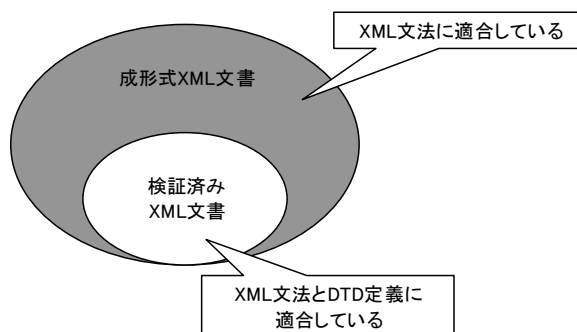 XML文法に適合している
成形式XML文書
検証済み
XML文書
XML文法とDTD定義に
適合している